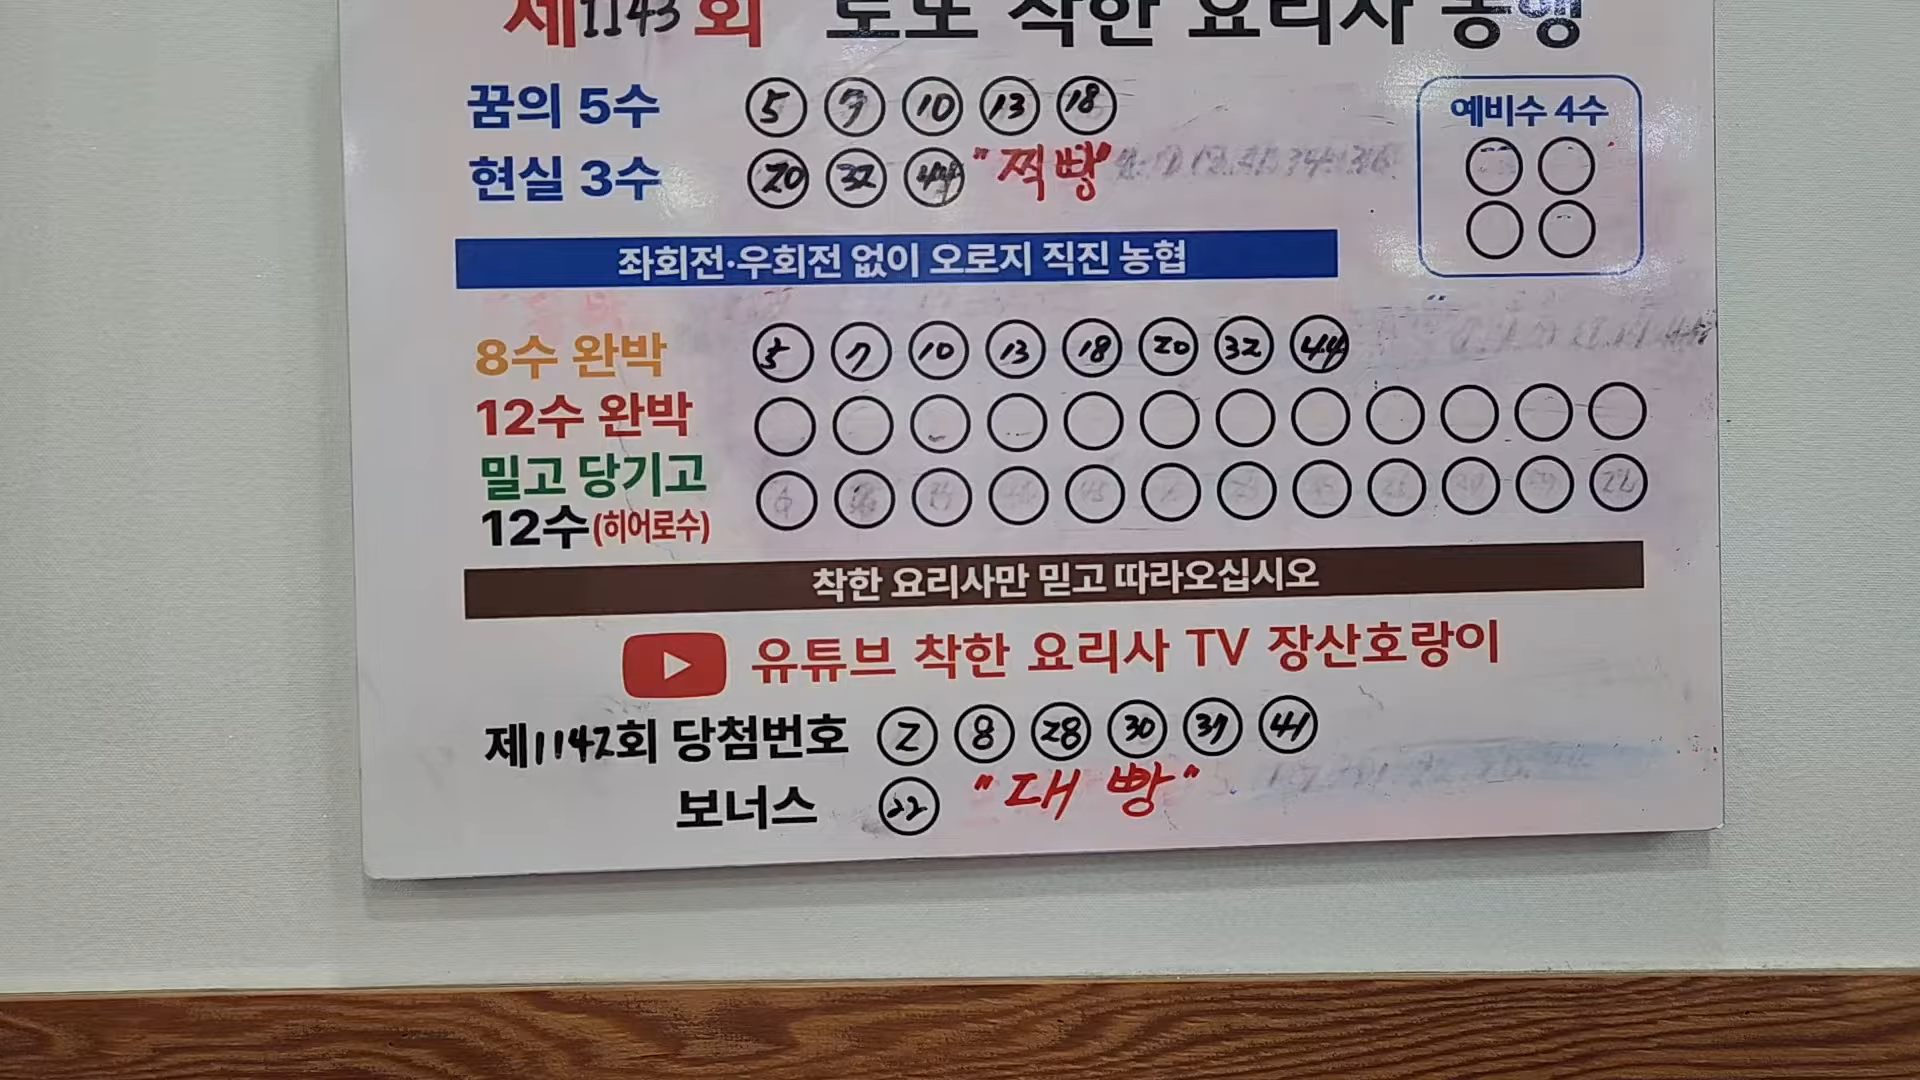 제1143회 로또 착한 요리사 동행
꿈의 5수 5 7 10 13 18
현실 3수 20 32 44 "찍빵"
예비수 4수
좌회전·우회전 없이 오로지 직진 농협
8수 완박 5 7 10 13 18 20 32 44
12수 완박
밀고 당기고
12수(히어로수)
착한 요리사만 믿고 따라오십시오
유튜브 착한 요리사 TV 장산호랑이
제1142회 당첨번호 2 8 28 30 37 41
보너스 22 "대빵"